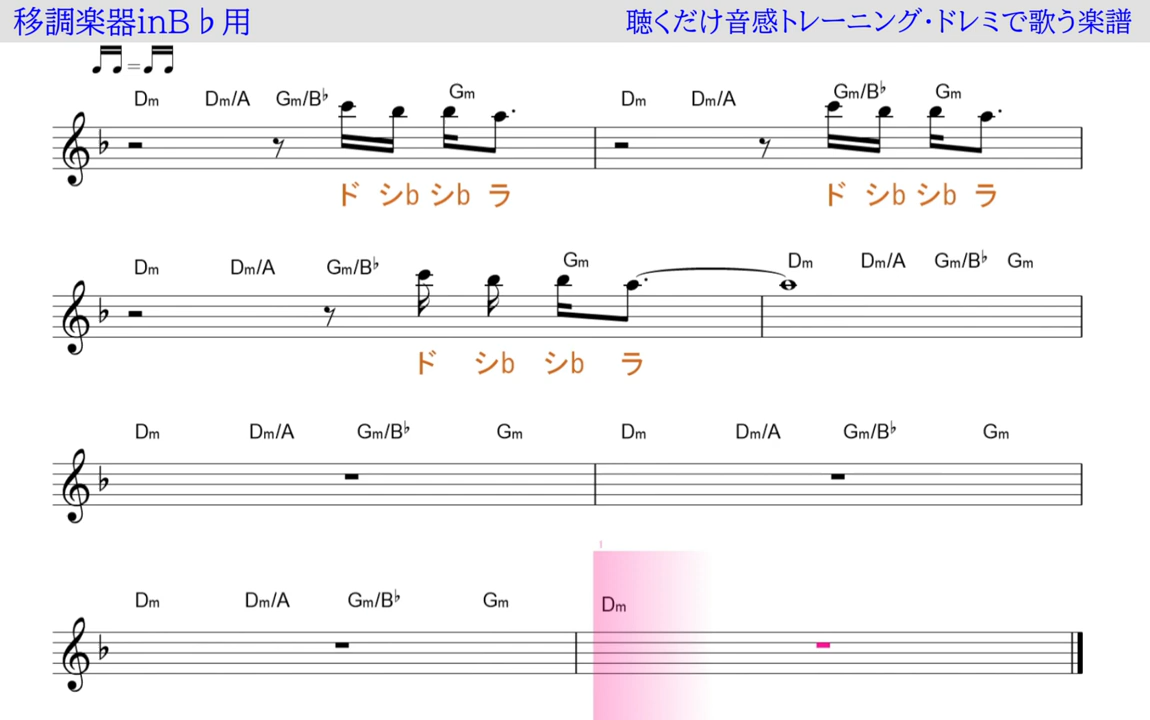 移調楽器inB♭用
聴くだけ音感トレーニング・ドレミで歌う楽譜
Dm Dm/A Gm/B♭ Gm Dm Dm/A Gm/B♭ Gm
ド シb シb ラ ド シb シb ラ
Dm Dm/A Gm/B♭ Gm Dm Dm/A Gm/B♭ Gm
ド シb シb ラ
Dm Dm/A Gm/B♭ Gm Dm Dm/A Gm/B♭ Gm
Dm Dm/A Gm/B♭ Gm Dm